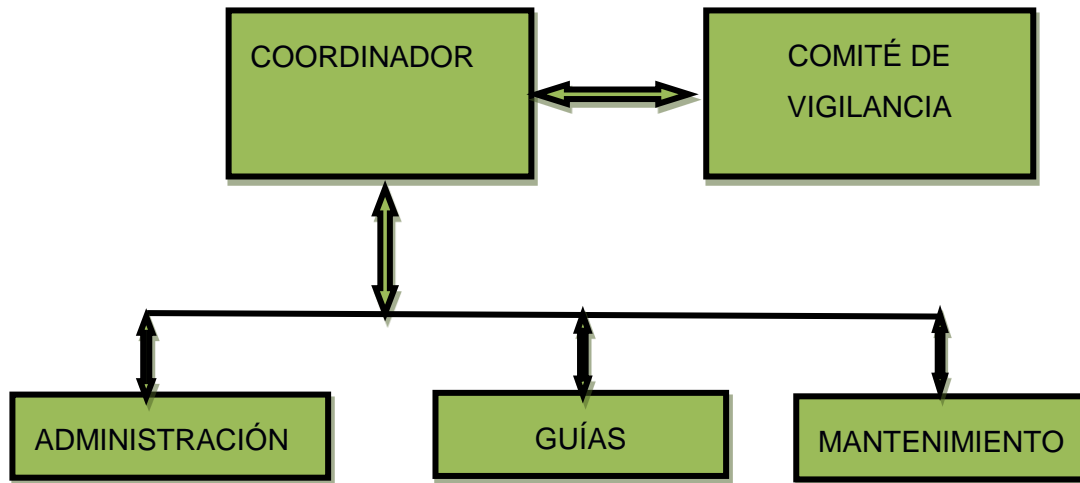 COORDINADOR
COMITÉ DE
VIGILANCIA
ADMINISTRACIÓN
GUÍAS
MANTENIMIENTO